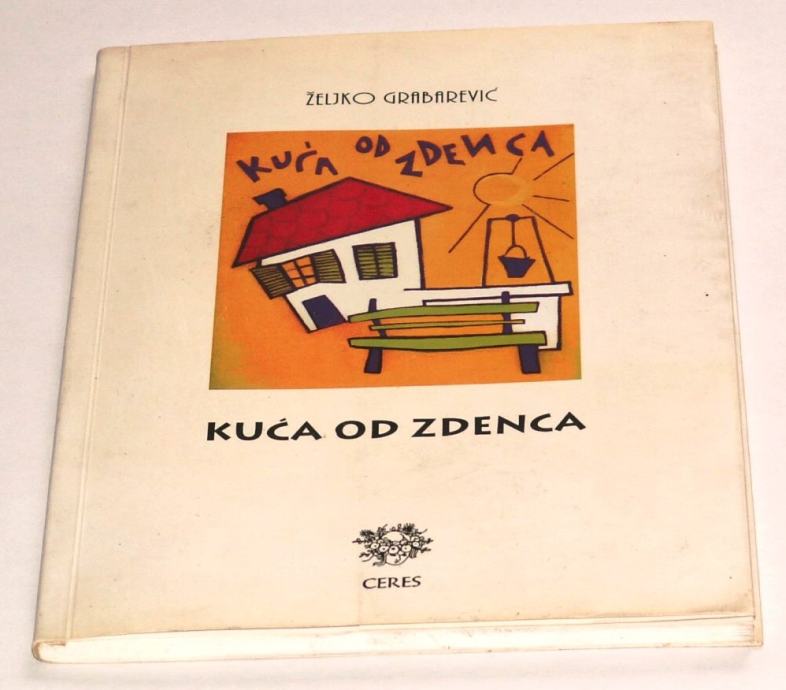 ŽELJKO GRABAREVIĆ
KUĆA OD ZDENCA
KUĆA OD ZDENCA
CERES